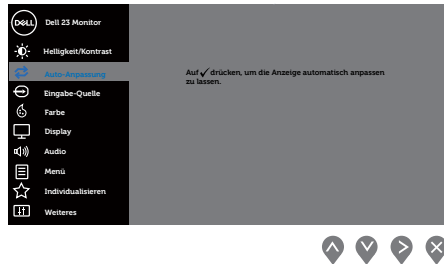 DELL
Dell 23 Monitor
Helligkeit/Kontrast
Auto-Anpassung
Auf ✓ drücken, um die Anzeige automatisch anpassen
zu lassen.
Eingabe-Quelle
Farbe
Display
Audio
Menü
Individualisieren
Weiteres